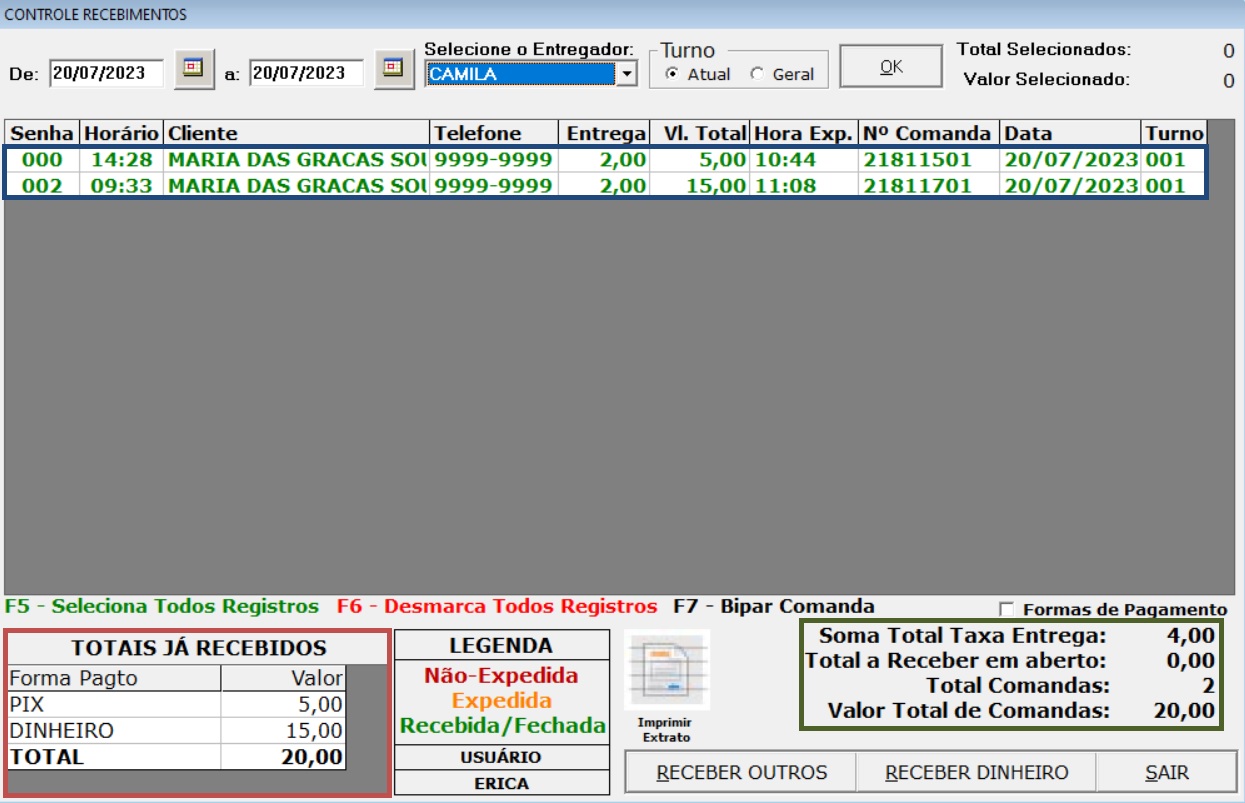 CONTROLE RECEBIMENTOS
De: 20/07/2023 a: 20/07/2023
Selecione o Entregador:
CAMILA
Turno
Atual Geral
OK
Total Selecionados: 0
Valor Selecionado: 0
Senha Horário Cliente Telefone Entrega Vl. Total Hora Exp. Nº Comanda Data Turno
000 14:28 MARIA DAS GRACAS SOU 9999-9999 2,00 5,00 10:44 21811501 20/07/2023 001
002 09:33 MARIA DAS GRACAS SOU 9999-9999 2,00 15,00 11:08 21811701 20/07/2023 001
F5 - Seleciona Todos Registros F6 - Desmarca Todos Registros F7 - Bipar Comanda
Formas de Pagamento
TOTAIS JÁ RECEBIDOS
Forma Pagto Valor
PIX 5,00
DINHEIRO 15,00
TOTAL 20,00
LEGENDA
Não-Expedida
Expedida
Recebida/Fechada
USUÁRIO
ERICA
Imprimir
Extrato
Soma Total Taxa Entrega: 4,00
Total a Receber em aberto: 0,00
Total Comandas: 2
Valor Total de Comandas: 20,00
RECEBER OUTROS RECEBER DINHEIRO SAIR